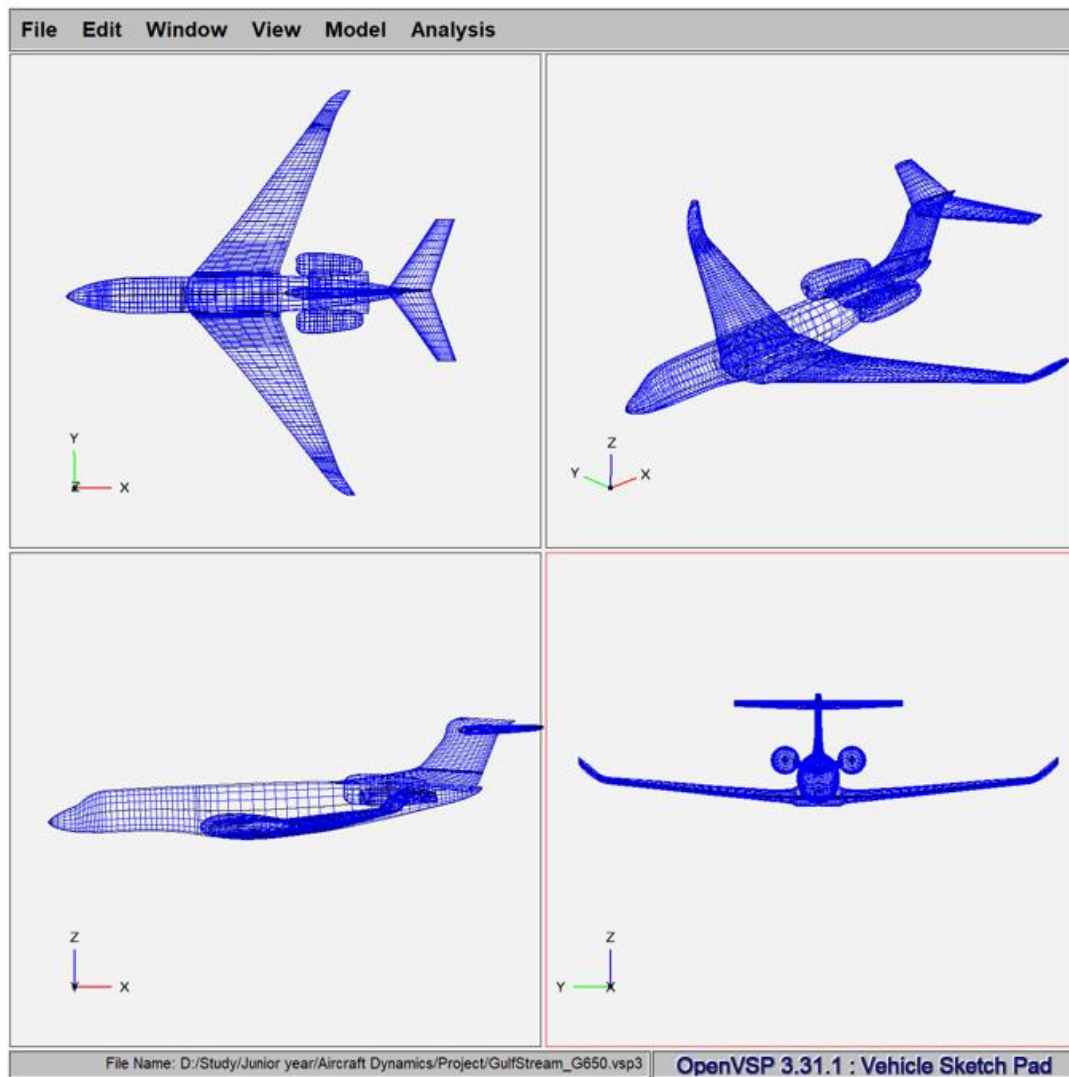 File Edit Window View Model Analysis
Y
Z X
Z
Y X
Z
Y X
Z
Y X
File Name: D:/Study/Junior year/Aircraft Dynamics/Project/GulfStream_G650.vsp3
OpenVSP 3.31.1 : Vehicle Sketch Pad